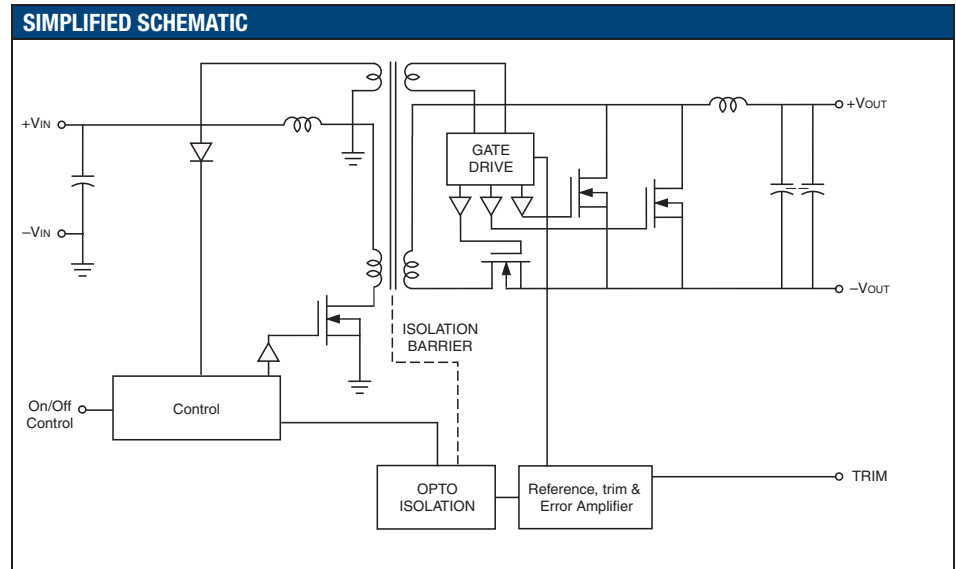 SIMPLIFIED SCHEMATIC
+VIN
−VIN
GATE
DRIVE
+VOUT
−VOUT
ISOLATION
BARRIER
On/Off
Control
Control
OPTO
ISOLATION
Reference, trim &
Error Amplifier
TRIM